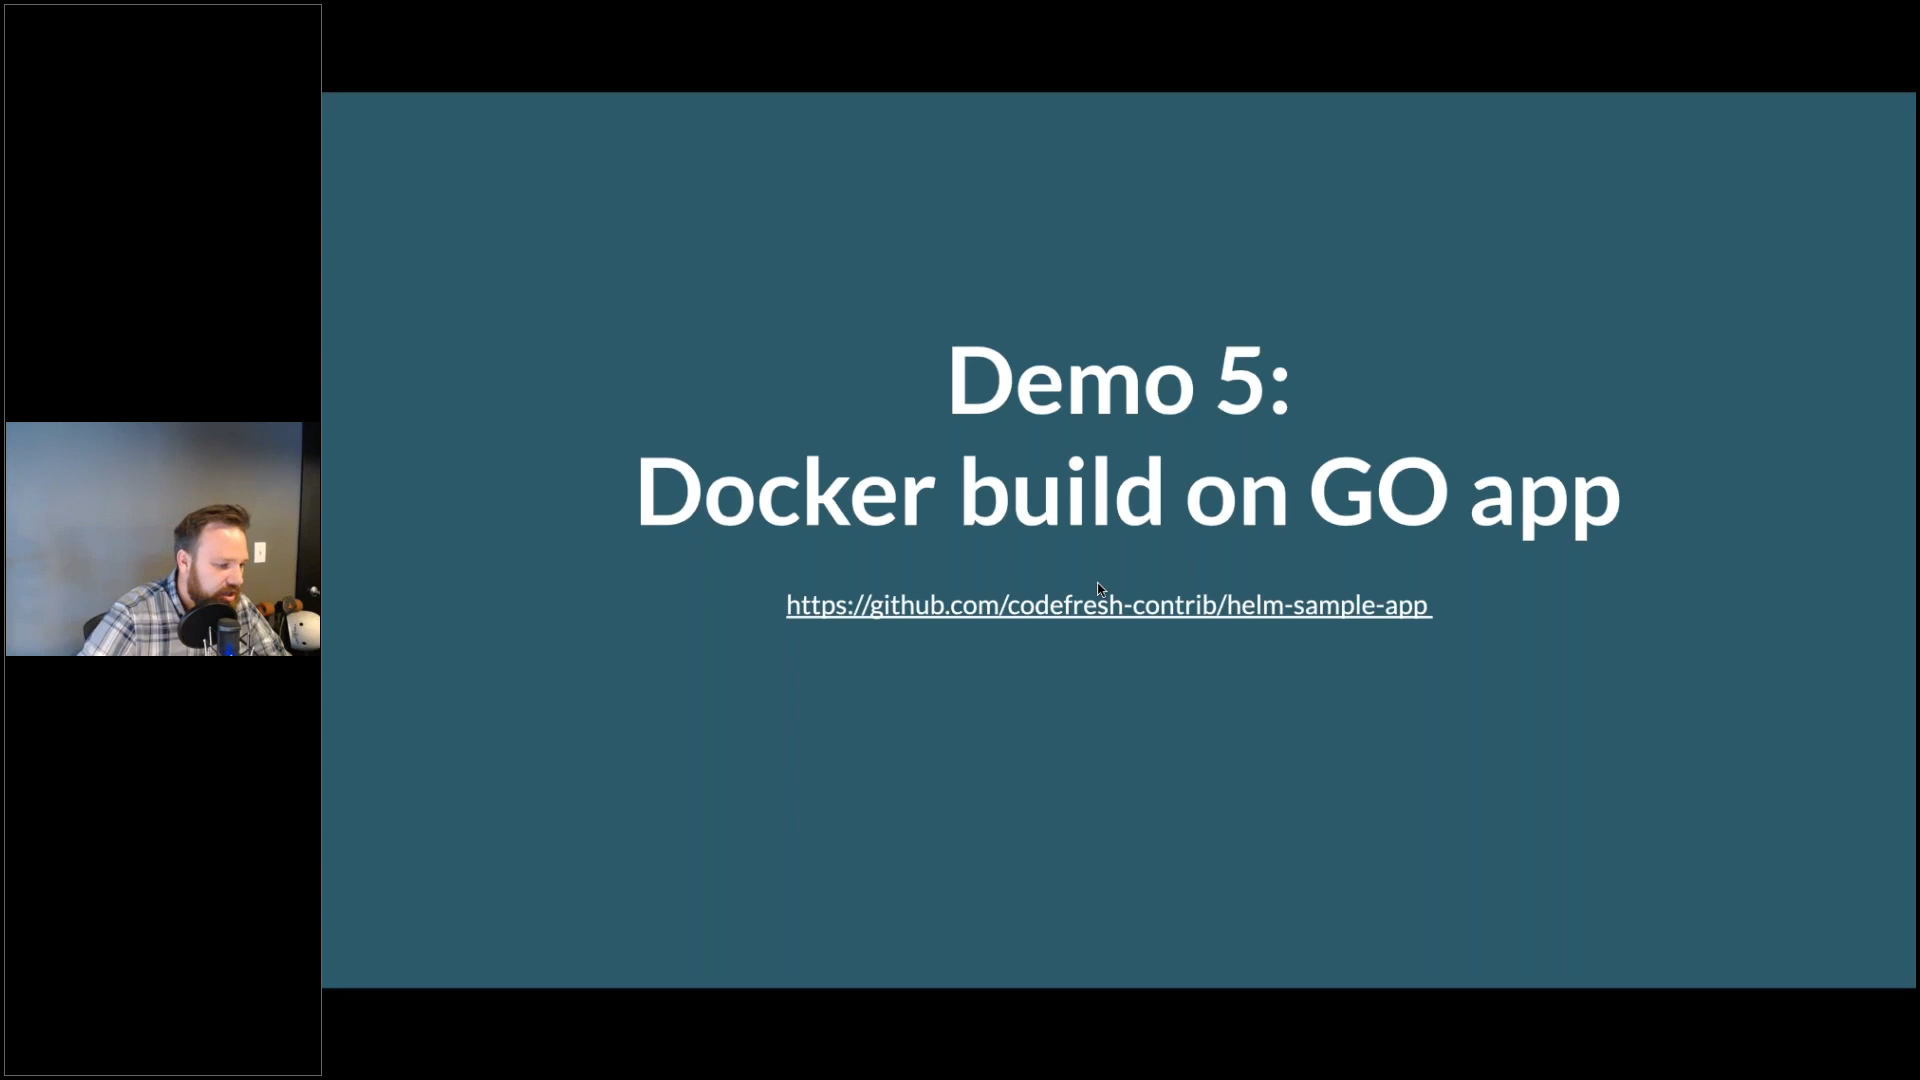 Demo 5:
Docker build on GO app
https://github.com/codefresh-contrib/helm-sample-app